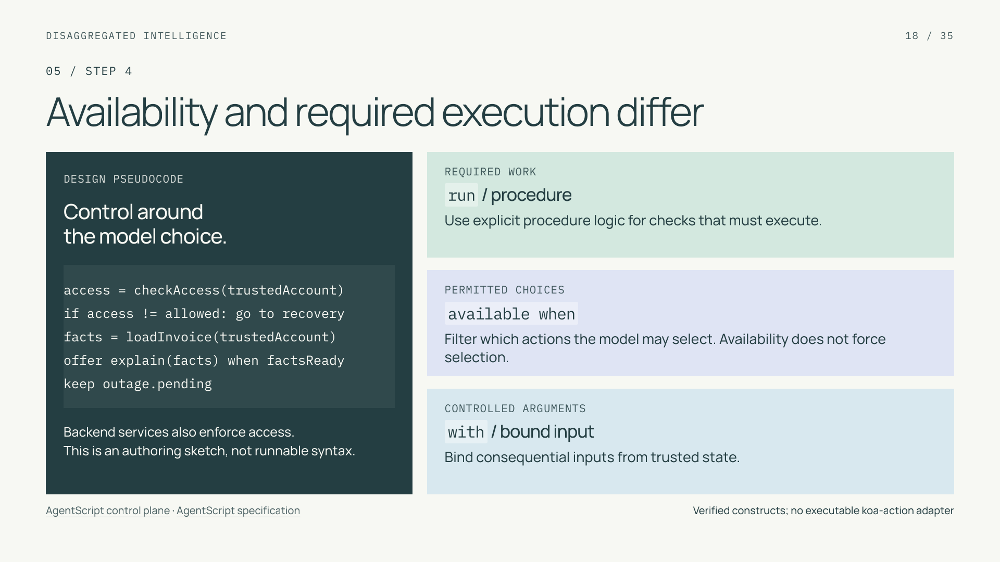 DISAGGREGATED INTELLIGENCE
18 / 35
05 / STEP 4
Availability and required execution differ
DESIGN PSEUDOCODE
Control around
the model choice.
access = checkAccess(trustedAccount)
if access != allowed: go to recovery
facts = loadInvoice(trustedAccount)
offer explain(facts) when factsReady
keep outage.pending
Backend services also enforce access.
This is an authoring sketch, not runnable syntax.
REQUIRED WORK
run / procedure
Use explicit procedure logic for checks that must execute.
PERMITTED CHOICES
available when
Filter which actions the model may select. Availability does not force
selection.
CONTROLLED ARGUMENTS
with / bound input
Bind consequential inputs from trusted state.
AgentScript control plane · AgentScript specification
Verified constructs; no executable koa-action adapter